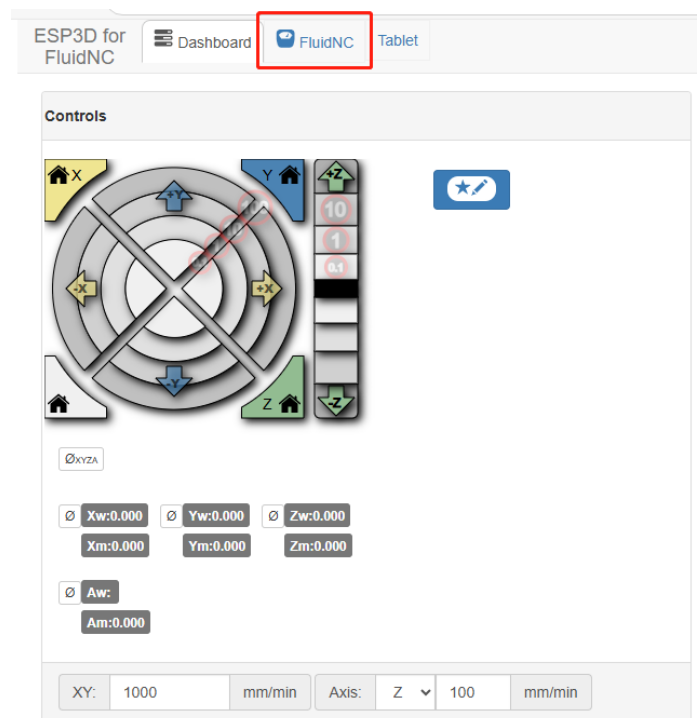 ESP3D for
FluidNC
Dashboard
FluidNC
Tablet
Controls
X
Y
+Z
+Y
10
1
0.1
-X
+X
-Y
Z
-Z
ØXYZA
Ø Xw:0.000 Ø Yw:0.000 Ø Zw:0.000
Xm:0.000 Ym:0.000 Zm:0.000
Ø Aw:
Am:0.000
XY: 1000 mm/min Axis: Z 100 mm/min